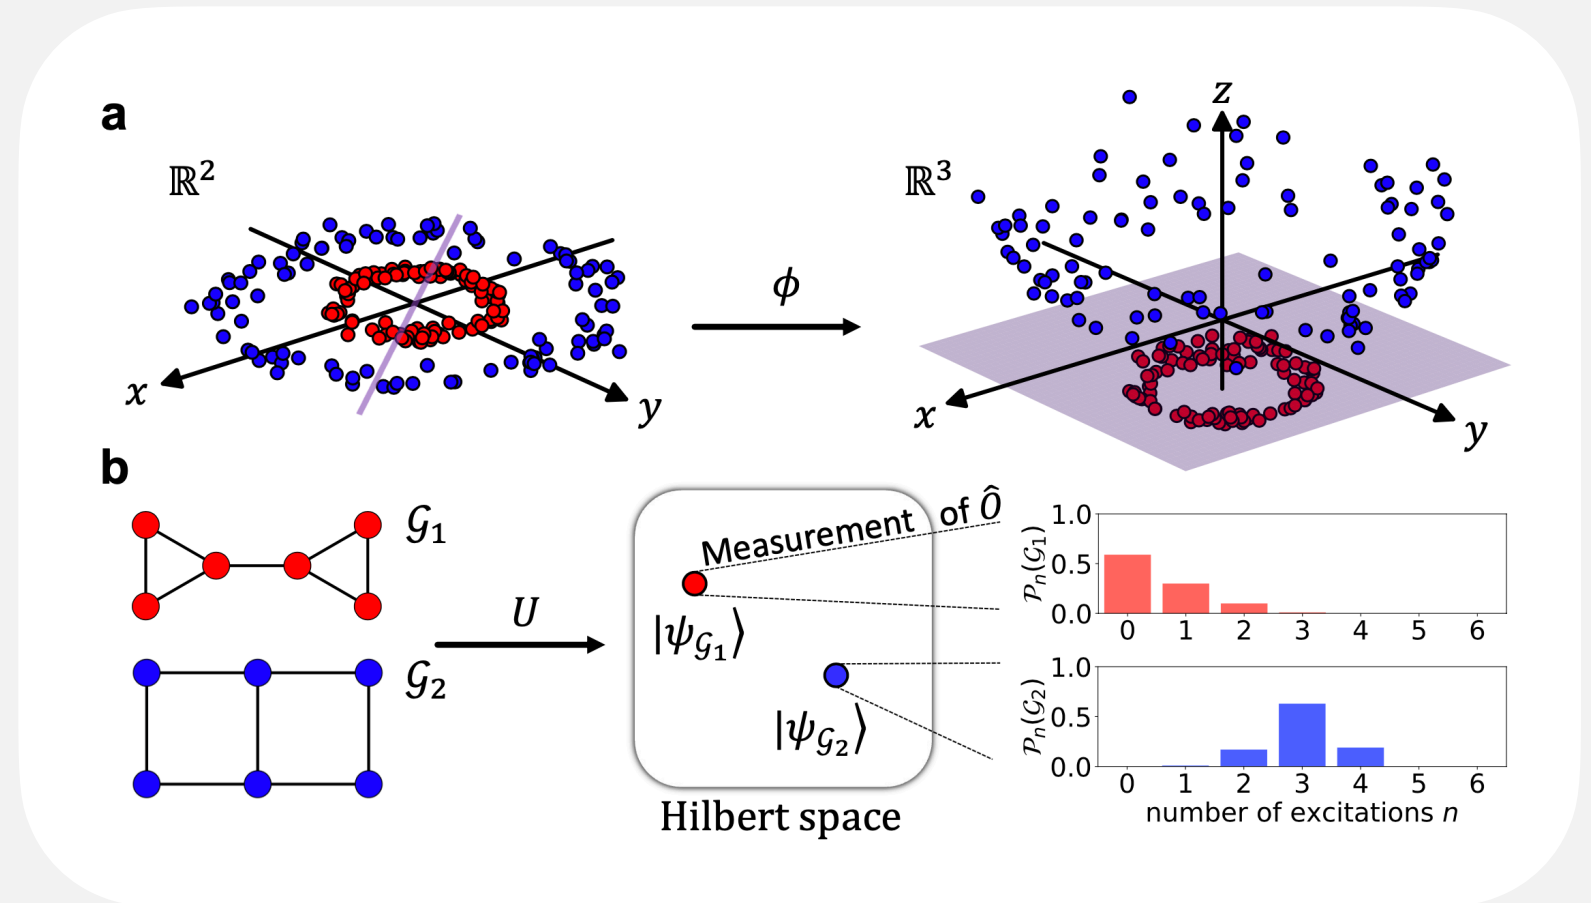 a
ℝ²
x
y
ϕ
ℝ³
z
x
y
b
𝒢₁
𝒢₂
U
Measurement of Ô
|ψ𝒢₁⟩
|ψ𝒢₂⟩
Hilbert space
𝒫ₙ(𝒢₁)
1.0
0.5
0.0
0 1 2 3 4 5 6
𝒫ₙ(𝒢₂)
1.0
0.5
0.0
0 1 2 3 4 5 6
number of excitations n